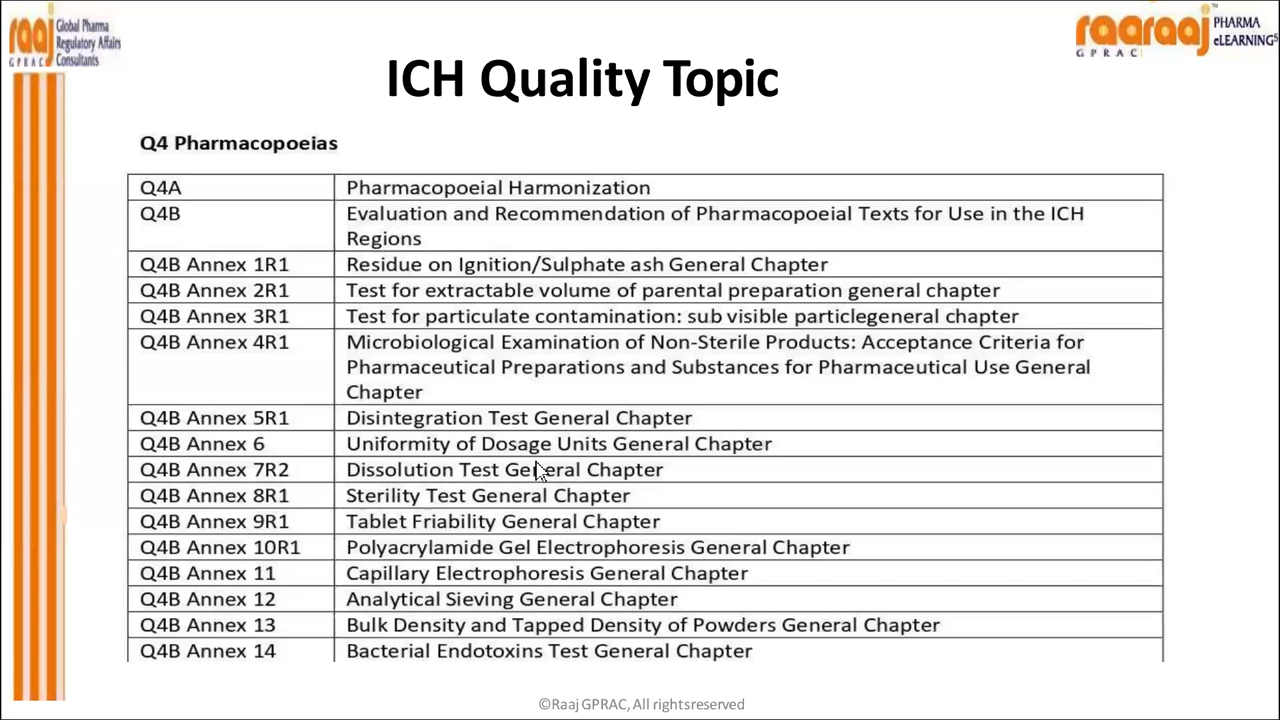 raaj Global Pharma
Regulatory Affairs
GPRAC Consultants
raaraaj PHARMA
GPRAC eLEARNINGS
ICH Quality Topic
Q4 Pharmacopoeias
Q4A Pharmacopoeial Harmonization
Q4B Evaluation and Recommendation of Pharmacopoeial Texts for Use in the ICH
Regions
Q4B Annex 1R1 Residue on Ignition/Sulphate ash General Chapter
Q4B Annex 2R1 Test for extractable volume of parental preparation general chapter
Q4B Annex 3R1 Test for particulate contamination: sub visible particlegeneral chapter
Q4B Annex 4R1 Microbiological Examination of Non-Sterile Products: Acceptance Criteria for
Pharmaceutical Preparations and Substances for Pharmaceutical Use General
Chapter
Q4B Annex 5R1 Disintegration Test General Chapter
Q4B Annex 6 Uniformity of Dosage Units General Chapter
Q4B Annex 7R2 Dissolution Test General Chapter
Q4B Annex 8R1 Sterility Test General Chapter
Q4B Annex 9R1 Tablet Friability General Chapter
Q4B Annex 10R1 Polyacrylamide Gel Electrophoresis General Chapter
Q4B Annex 11 Capillary Electrophoresis General Chapter
Q4B Annex 12 Analytical Sieving General Chapter
Q4B Annex 13 Bulk Density and Tapped Density of Powders General Chapter
Q4B Annex 14 Bacterial Endotoxins Test General Chapter
©Raaj GPRAC, All rightsreserved